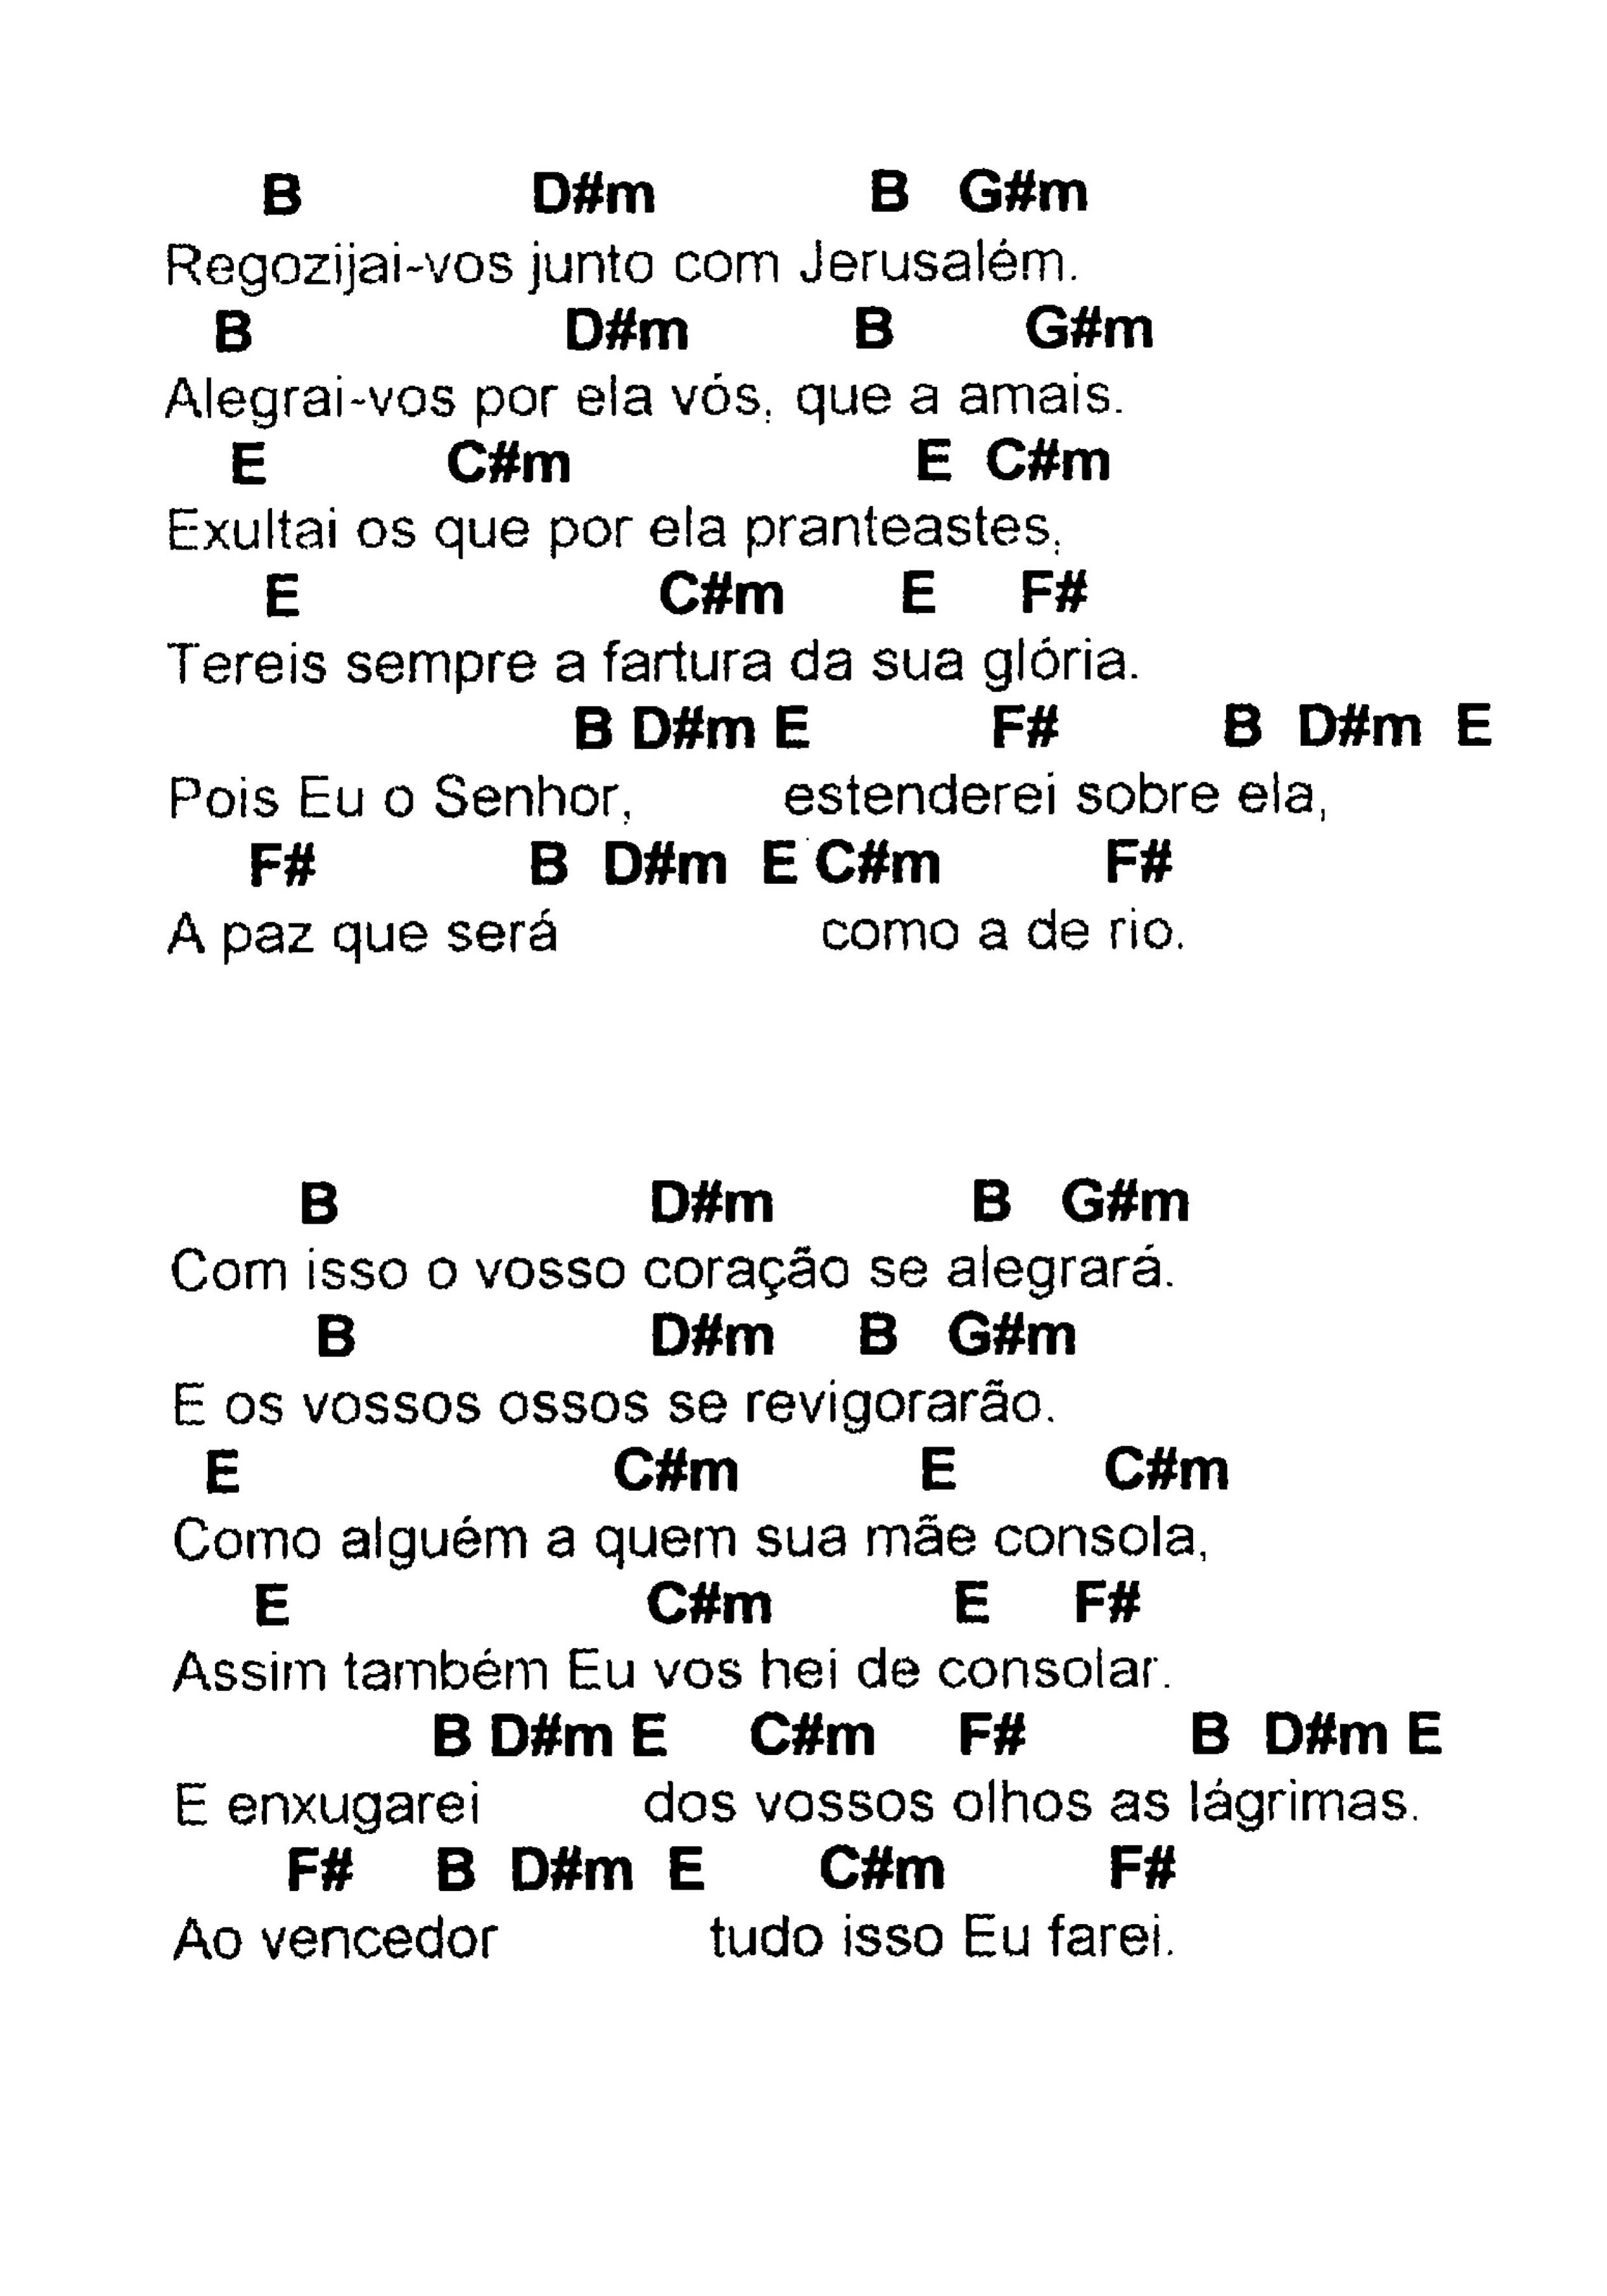 B D#m B G#m
Regozijai-vos junto com Jerusalém.
B D#m B G#m
Alegrai-vos por ela vós, que a amais.
E C#m E C#m
Exultai os que por ela pranteastes,
E C#m E F#
Tereis sempre a fartura da sua glória.
B D#m E F# B D#m E
Pois Eu o Senhor, estenderei sobre ela,
F# B D#m E C#m F#
A paz que será como a de rio.
B D#m B G#m
Com isso o vosso coração se alegrará.
B D#m B G#m
E os vossos ossos se revigorarão.
E C#m E C#m
Como alguém a quem sua mãe consola,
E C#m E F#
Assim também Eu vos hei de consolar.
B D#m E C#m F# B D#m E
E enxugarei dos vossos olhos as lágrimas.
F# B D#m E C#m F#
Ao vencedor tudo isso Eu farei.